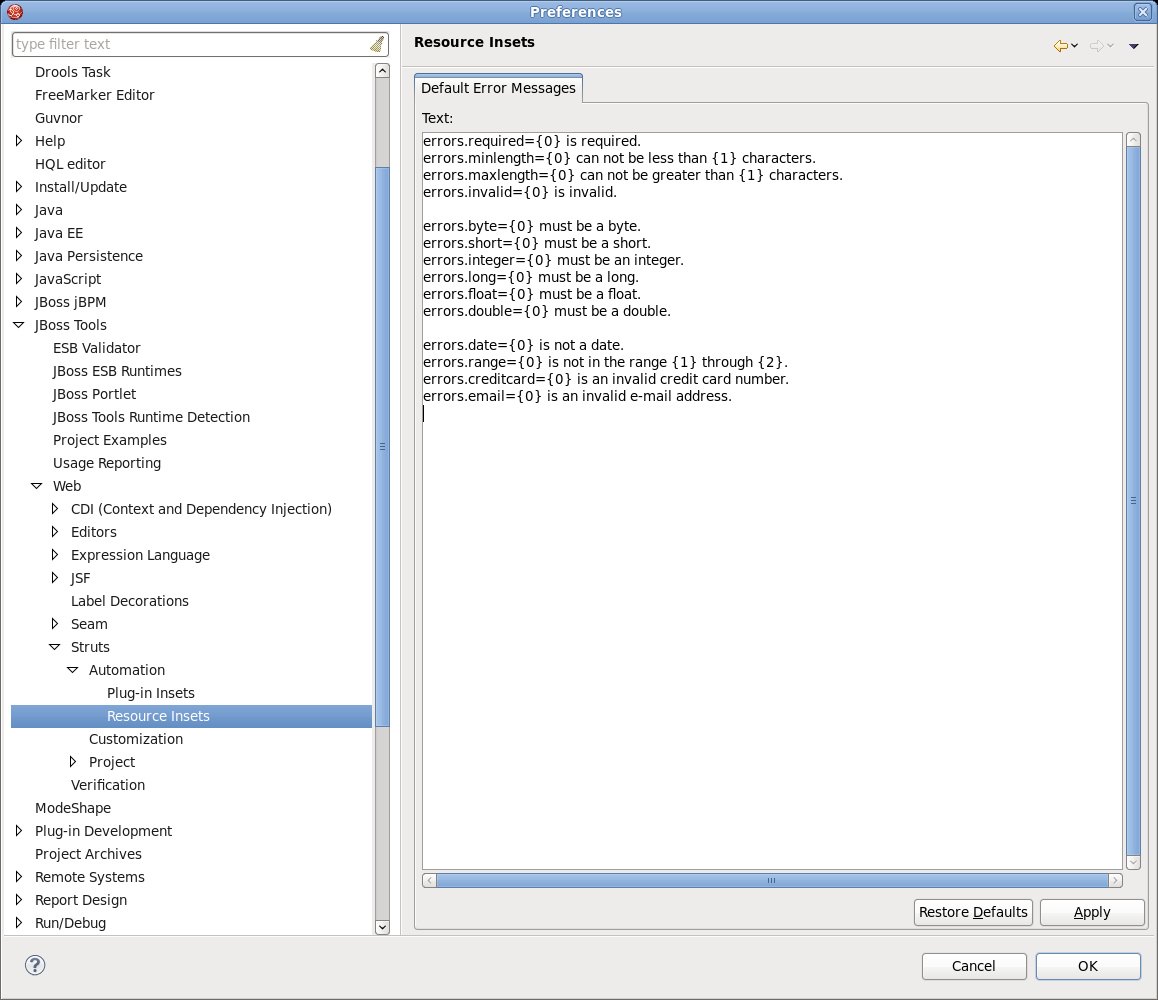 Preferences
type filter text
Drools Task
FreeMarker Editor
Guvnor
Help
HQL editor
Install/Update
Java
Java EE
Java Persistence
JavaScript
JBoss jBPM
JBoss Tools
ESB Validator
JBoss ESB Runtimes
JBoss Portlet
JBoss Tools Runtime Detection
Project Examples
Usage Reporting
Web
CDI (Context and Dependency Injection)
Editors
Expression Language
JSF
Label Decorations
Seam
Struts
Automation
Plug-in Insets
Resource Insets
Customization
Project
Verification
ModeShape
Plug-in Development
Project Archives
Remote Systems
Report Design
Run/Debug
Resource Insets
Default Error Messages
Text:
errors.required={0} is required.
errors.minlength={0} can not be less than {1} characters.
errors.maxlength={0} can not be greater than {1} characters.
errors.invalid={0} is invalid.
errors.byte={0} must be a byte.
errors.short={0} must be a short.
errors.integer={0} must be an integer.
errors.long={0} must be a long.
errors.float={0} must be a float.
errors.double={0} must be a double.
errors.date={0} is not a date.
errors.range={0} is not in the range {1} through {2}.
errors.creditcard={0} is an invalid credit card number.
errors.email={0} is an invalid e-mail address.
Restore Defaults Apply
? Cancel OK